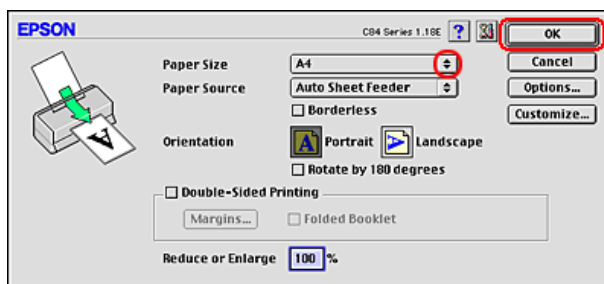 EPSON
C84 Series 1.18E
?
OK
Paper Size
A4
Cancel
Paper Source
Auto Sheet Feeder
Options...
Borderless
Customize...
Orientation
A Portrait A Landscape
Rotate by 180 degrees
Double-Sided Printing
Margins...
Folded Booklet
Reduce or Enlarge 100 %
A